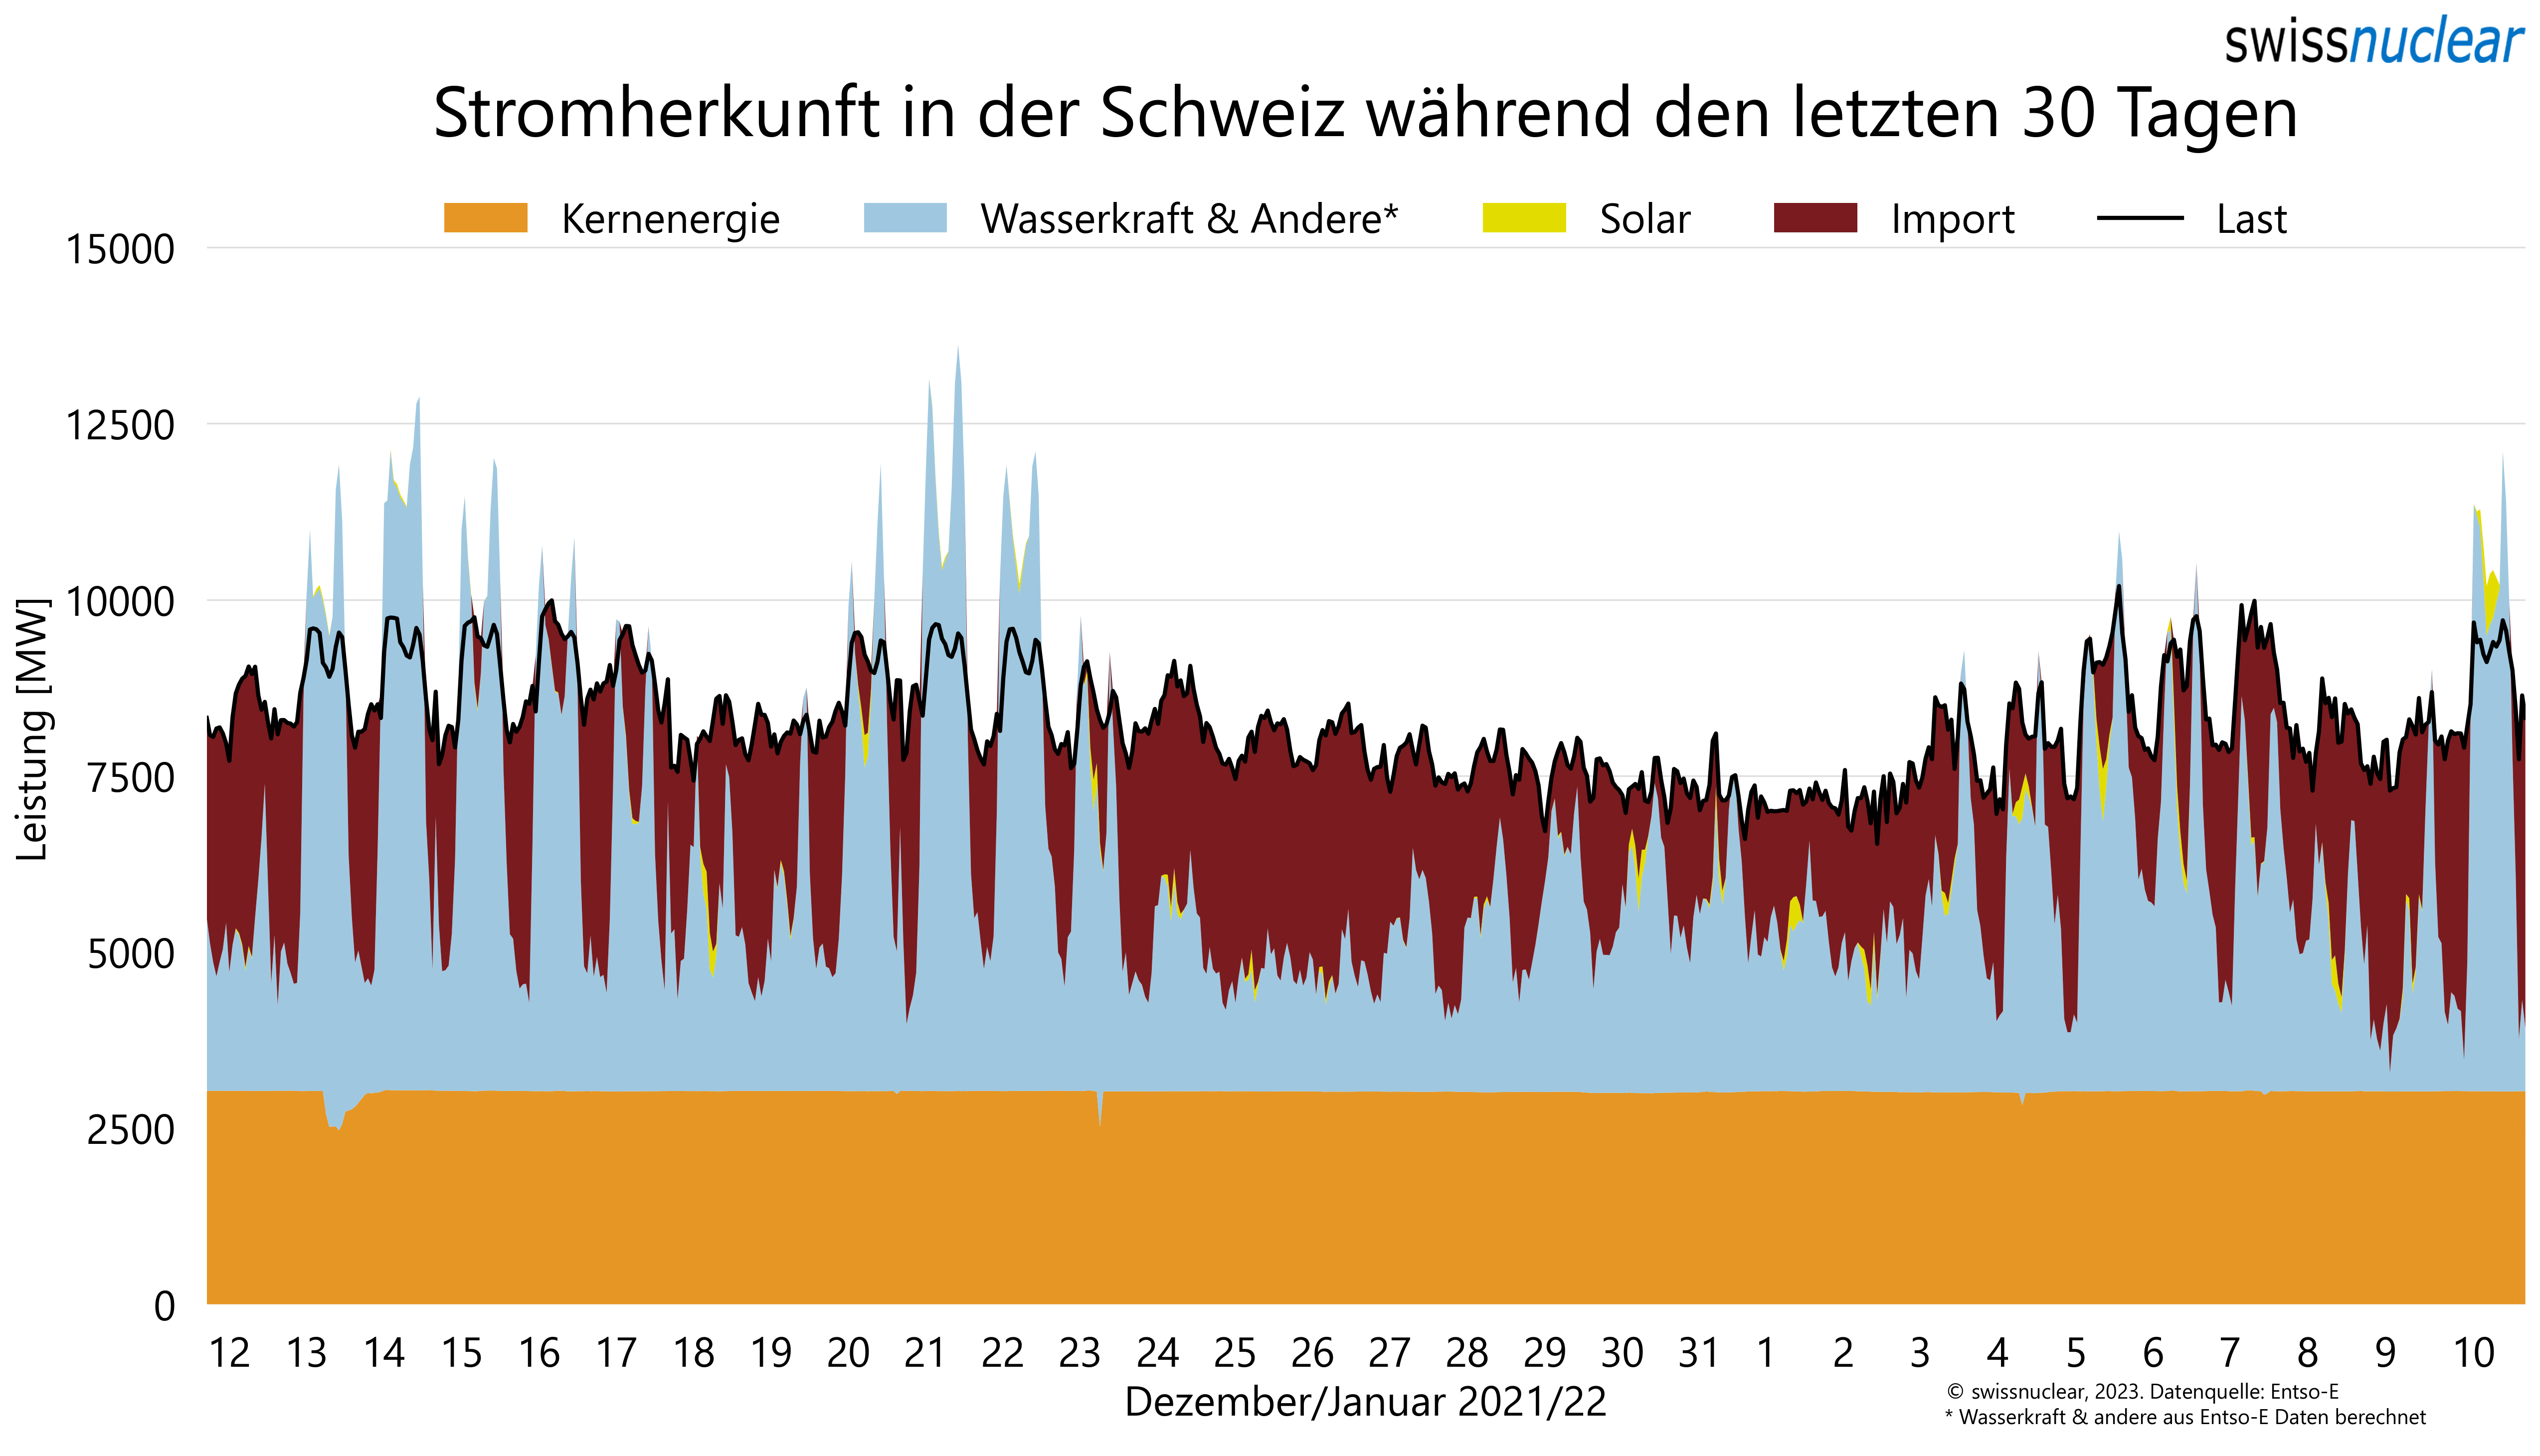 swissnuclear
Stromherkunft in der Schweiz während den letzten 30 Tagen
Kernenergie Wasserkraft & Andere* Solar Import Last
15000
12500
10000
7500
5000
2500
0
Leistung [MW]
12 13 14 15 16 17 18 19 20 21 22 23 24 25 26 27 28 29 30 31 1 2 3 4 5 6 7 8 9 10
Dezember/Januar 2021/22
© swissnuclear, 2023. Datenquelle: Entso-E
* Wasserkraft & andere aus Entso-E Daten berechnet